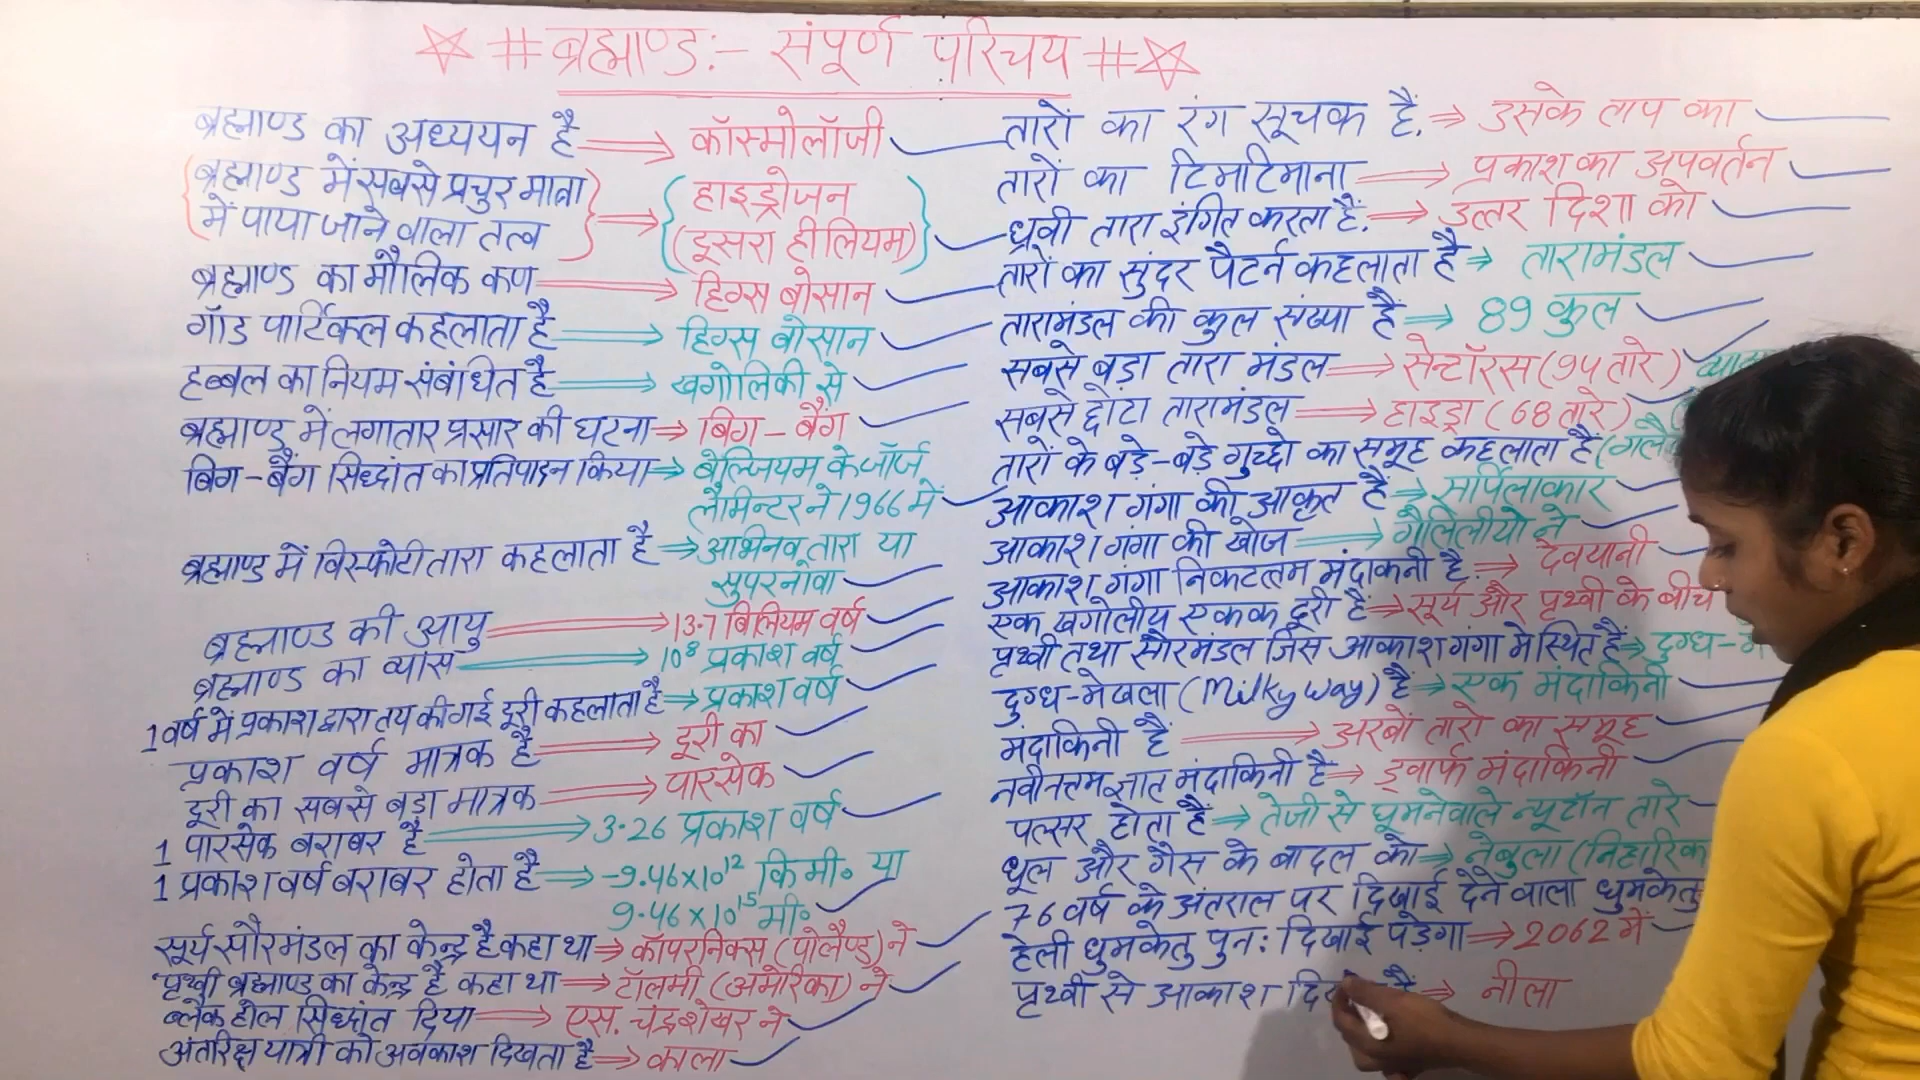 # ब्रह्माण्ड:- संपूर्ण परिचय #
ब्रह्माण्ड का अध्ययन है ⇒ कॉस्मोलॉजी
ब्रह्माण्ड में सबसे प्रचुर मात्रा
में पाया जाने वाला तत्व → हाइड्रोजन
(दूसरा हीलियम)
ब्रह्माण्ड का मौलिक कण ⇒ हिग्स बोसान
गॉड पार्टिकल कहलाता है ⇒ हिग्स बोसान
हब्बल का नियम संबंधित है ⇒ खगोलिकी से
ब्रह्माण्ड में लगातार प्रसार की घटना ⇒ बिग-बैंग
बिग-बैंग सिध्दांत का प्रतिपादन किया ⇒ बेल्जियम के जॉर्ज
लैमिन्टर ने 1966 में
ब्रह्माण्ड में विस्फोटी तारा कहलाता है ⇒ अभिनव तारा या
सुपरनोवा
ब्रह्माण्ड की आयु ⇒ 13.7 बिलियम वर्ष
ब्रह्माण्ड का व्यास ⇒ 10⁸ प्रकाश वर्ष
1 वर्ष में प्रकाश द्वारा तय की गई दूरी कहलाता है ⇒ प्रकाश वर्ष
प्रकाश वर्ष मात्रक है ⇒ दूरी का
दूरी का सबसे बड़ा मात्रक ⇒ पारसेक
1 पारसेक बराबर है ⇒ 3.26 प्रकाश वर्ष
1 प्रकाश वर्ष बराबर होता है ⇒ -9.46×10¹² कि.मी. या
9.46×10¹⁵ मी.
सूर्य सौरमंडल का केन्द्र है कहा था ⇒ कॉपरनिक्स (पोलैण्ड) ने
पृथ्वी ब्रह्माण्ड का केन्द्र है कहा था ⇒ टॉलमी (अमेरिका) ने
ब्लैक होल सिध्दांत दिया ⇒ एस. चंद्रशेखर ने
अंतरिक्ष यात्री को अवकाश दिखता है ⇒ काला
तारों का रंग सूचक है. ⇒ उसके ताप का
तारों का टिमटिमाना ⇒ प्रकाश का अपवर्तन
ध्रुवी तारा इंगित करता है. ⇒ उत्तर दिशा को
तारों का सुंदर पैटर्न कहलाता है ⇒ तारामंडल
तारामंडल की कुल संख्या है ⇒ 89 कुल
सबसे बड़ा तारा मंडल ⇒ सेन्टॉरस (94 तारे)
सबसे छोटा तारामंडल ⇒ हाइड्रा (68 तारे)
तारों के बड़े-बड़े गुच्छो का समूह कहलाता है
आकाश गंगा की आकृत है ⇒ सर्पिलाकार
आकाश गंगा की खोज ⇒ गैलिलीयो ने
आकाश गंगा निकटतम मंदाकनी है ⇒ देवयानी
एक खगोलीय एकक दूरी है ⇒ सूर्य और पृथ्वी के बीच
पृथ्वी तथा सौरमंडल जिस आकाश गंगा मे स्थित है ⇒ दुग्ध-
दुग्ध-मेखला (Milky Way) है ⇒ एक मंदाकिनी
मंदाकिनी है ⇒ अरबों तारो का समूह
नवीनत्तम ज्ञात मंदाकिनी है ⇒ ड्वार्फ मंदाकिनी
पल्सर होता है ⇒ तेजी से घूमनेवाले न्यूटॉन तारे
धूल और गैस के बादल को ⇒ नेबुला
76 वर्ष के अंतराल पर दिखाई देने वाला धुमकेतु
हेली धुमकेतु पुन: दिखाई पड़ेगा ⇒ 2062 में
पृथ्वी से आकाश है ⇒ नीला